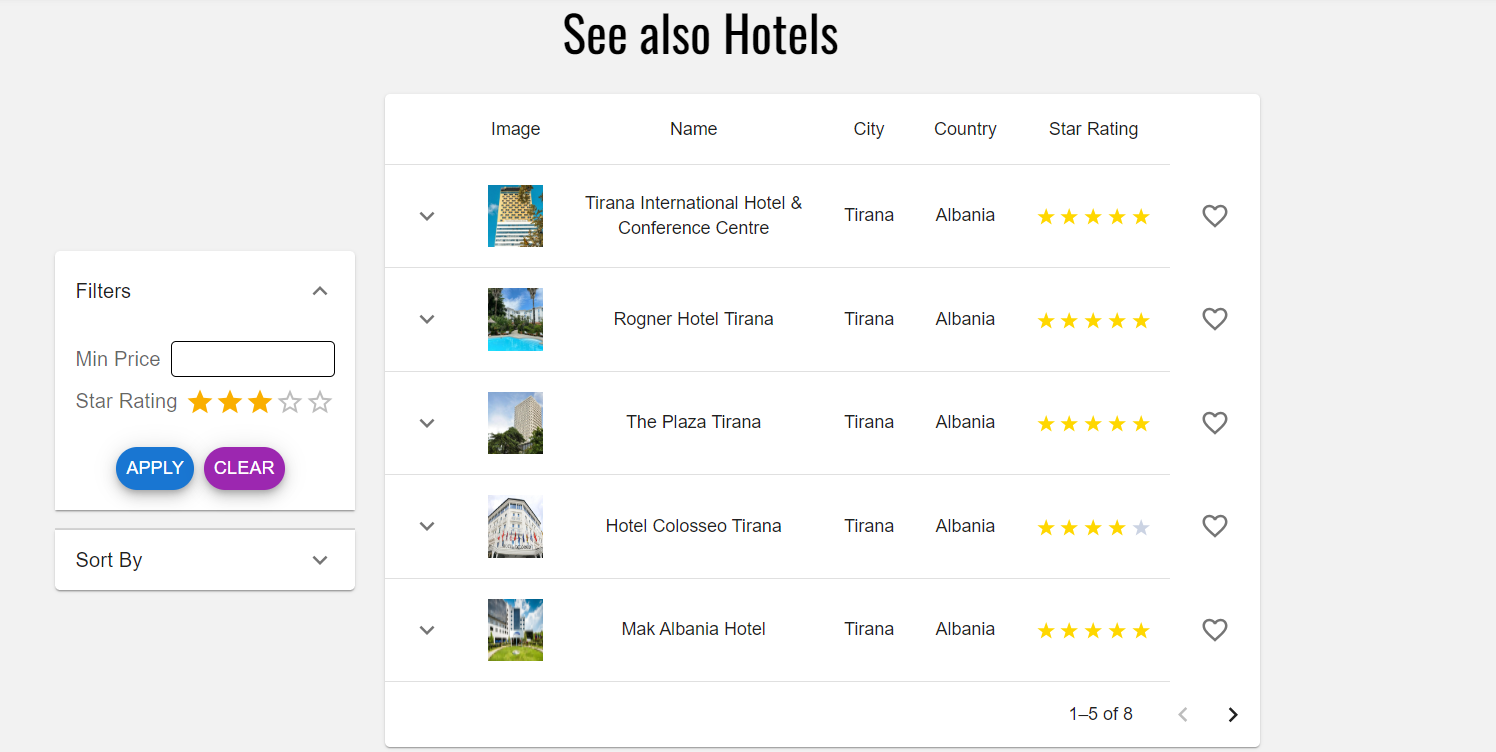 See also Hotels
Image Name City Country Star Rating
Tirana International Hotel &
Conference Centre
Tirana Albania
Filters
Rogner Hotel Tirana Tirana Albania
Min Price
Star Rating
The Plaza Tirana Tirana Albania
APPLY CLEAR
Hotel Colosseo Tirana Tirana Albania
Sort By
Mak Albania Hotel Tirana Albania
1–5 of 8